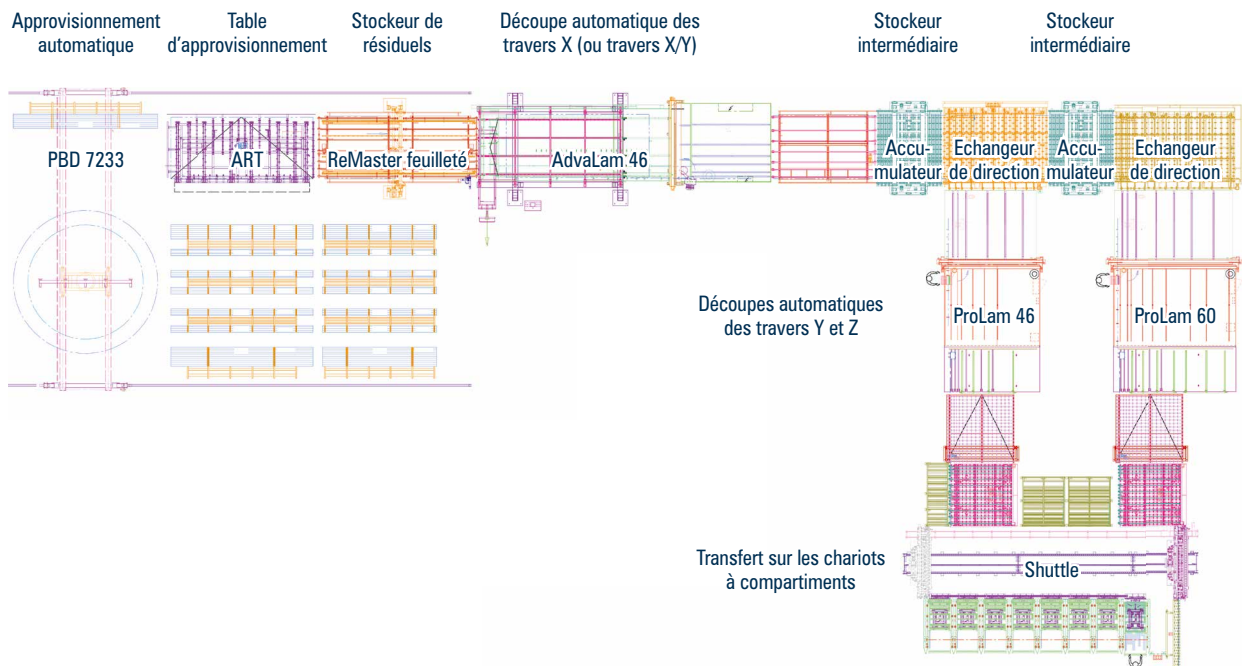 Approvisionnement
automatique
Table
d’approvisionnement
Stockeur de
résiduels
Découpe automatique des
travers X (ou travers X/Y)
Stockeur
intermédiaire
Stockeur
intermédiaire
PBD 7233
ART
ReMaster feuilleté
AdvaLam 46
Accu-
mulateur
Echangeur
de direction
Accu-
mulateur
Echangeur
de direction
Découpes automatiques
des travers Y et Z
ProLam 46
ProLam 60
Transfert sur les chariots
à compartiments
Shuttle